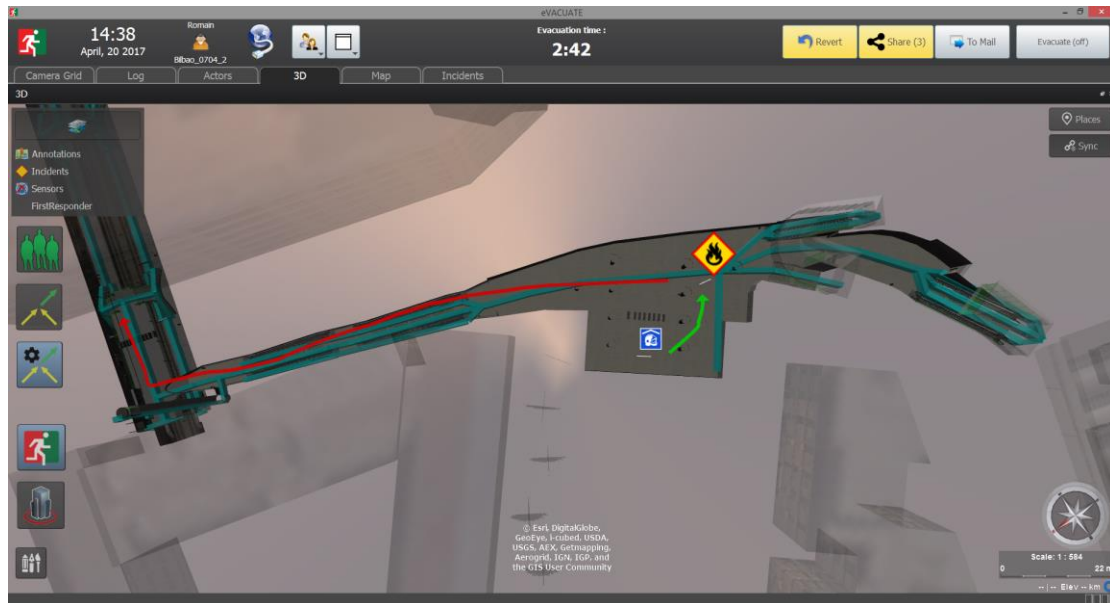 eVACUATE
14:38
April, 20 2017
Romain
Bilbao_0704_2
Evacuation time :
2:42
Revert
Share (3)
To Mail
Evacuate (off)
Camera Grid
Log
Actors
3D
Map
Incidents
3D
Places
Sync
Annotations
Incidents
Sensors
FirstResponder
© Esri, DigitalGlobe,
GeoEye, i-cubed, USDA,
USGS, AEX, Getmapping,
Aerogrid, IGN, IGP, and
the GIS User Community
Scale: 1 : 584
0 22 m
-- | -- Elev -- km